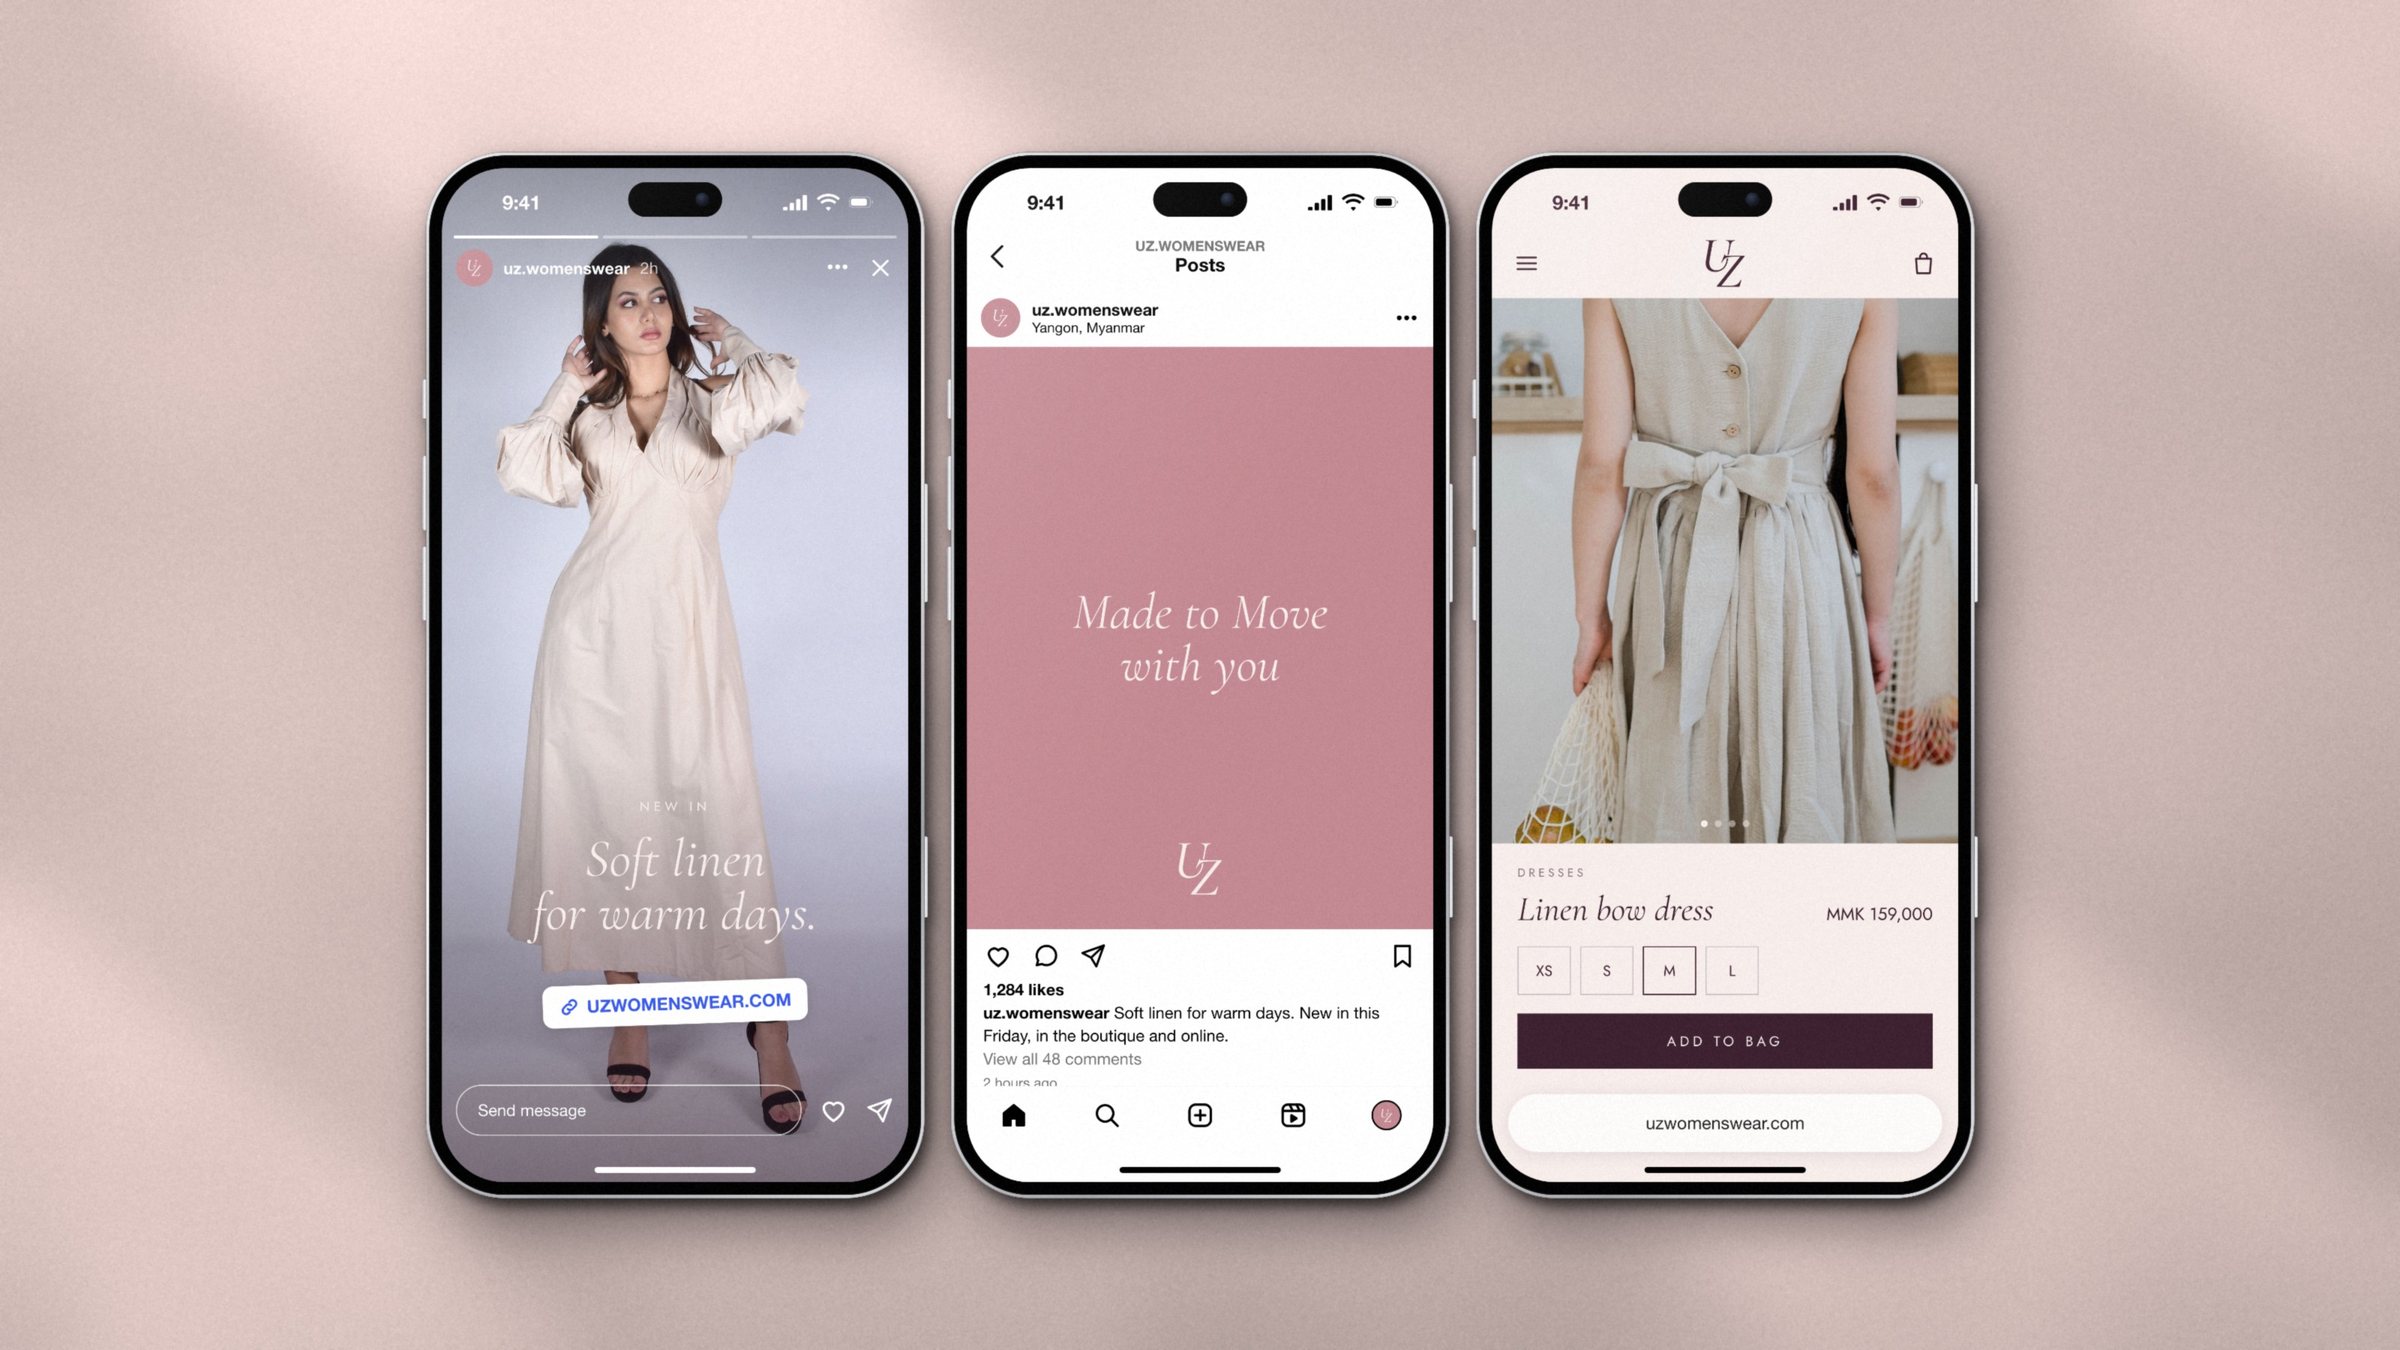 9:41
UZ
uz.womenswear 2h
NEW IN
Soft linen
for warm days.
UZWOMENSWEAR.COM
Send message
9:41
UZ.WOMENSWEAR
Posts
UZ
uz.womenswear
Yangon, Myanmar
Made to Move
with you
UZ
1,284 likes
uz.womenswear Soft linen for warm days. New in this
Friday, in the boutique and online.
View all 48 comments
2 hours ago
UZ
9:41
UZ
DRESSES
Linen bow dress
MMK 159,000
XS S M L
ADD TO BAG
uzwomenswear.com